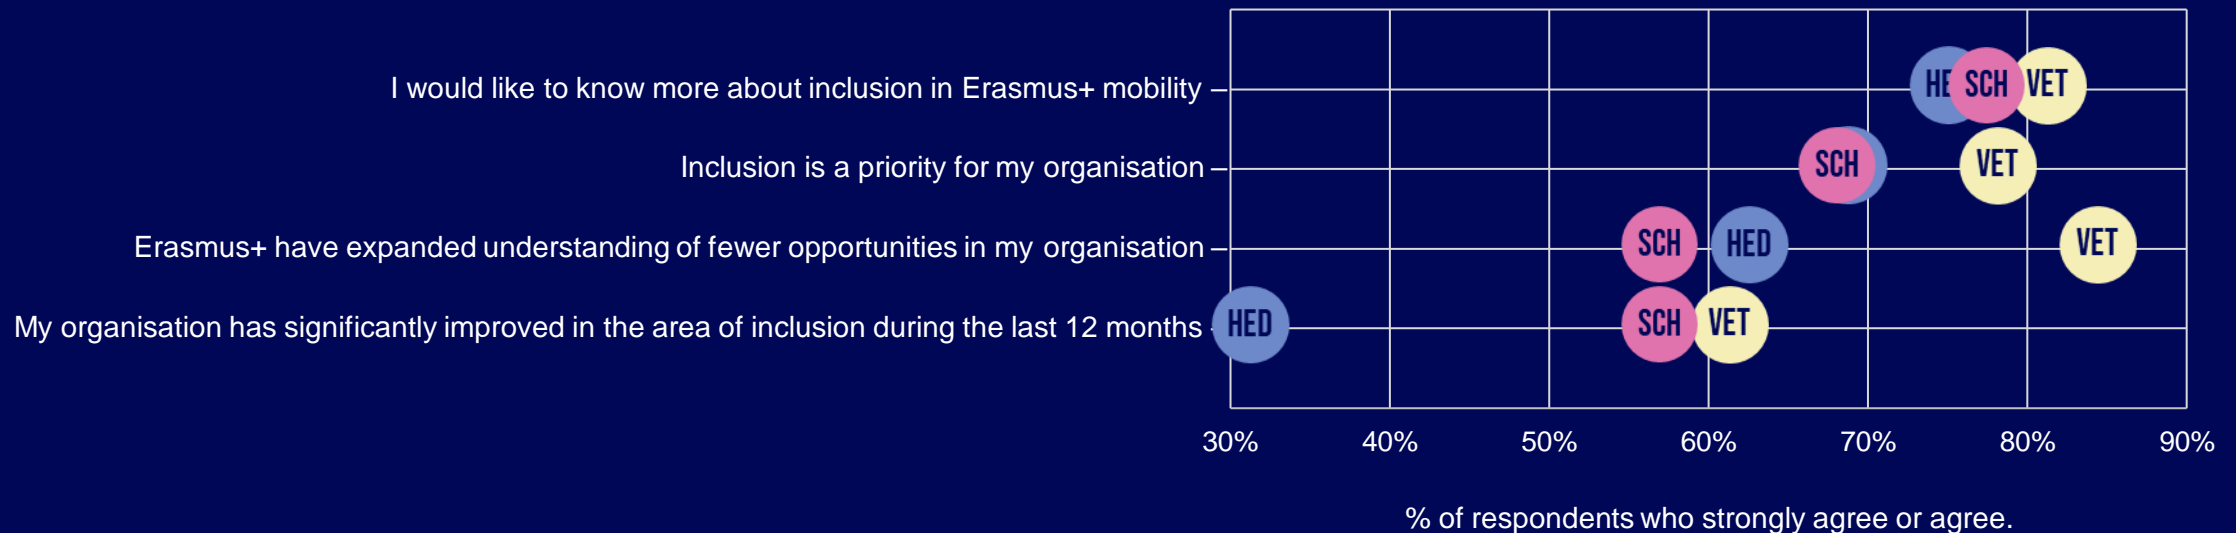 I would like to know more about inclusion in Erasmus+ mobility
HE SCH VET
Inclusion is a priority for my organisation
SCH VET
Erasmus+ have expanded understanding of fewer opportunities in my organisation
SCH HED VET
My organisation has significantly improved in the area of inclusion during the last 12 months
HED SCH VET
30% 40% 50% 60% 70% 80% 90%
% of respondents who strongly agree or agree.